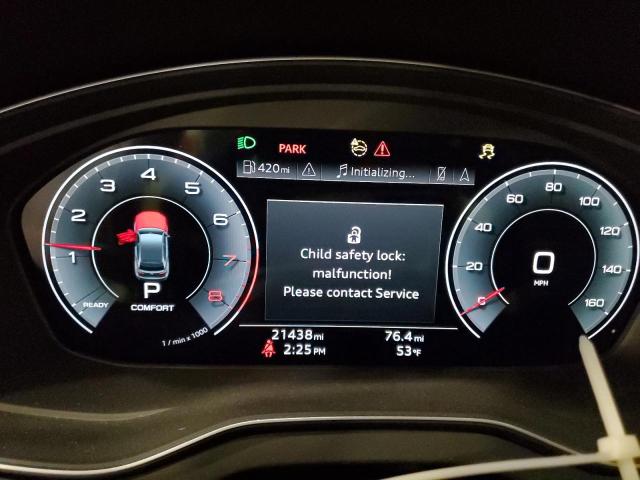 PARK
420mi
Initializing...
1 2 3 4 5 6 7 8
READY
P
COMFORT
1 / min x 1000
Child safety lock:
malfunction!
Please contact Service
0 20 40 60 80 100 120 140 160
0
MPH
21438mi
76.4mi
2:25 PM
53°F